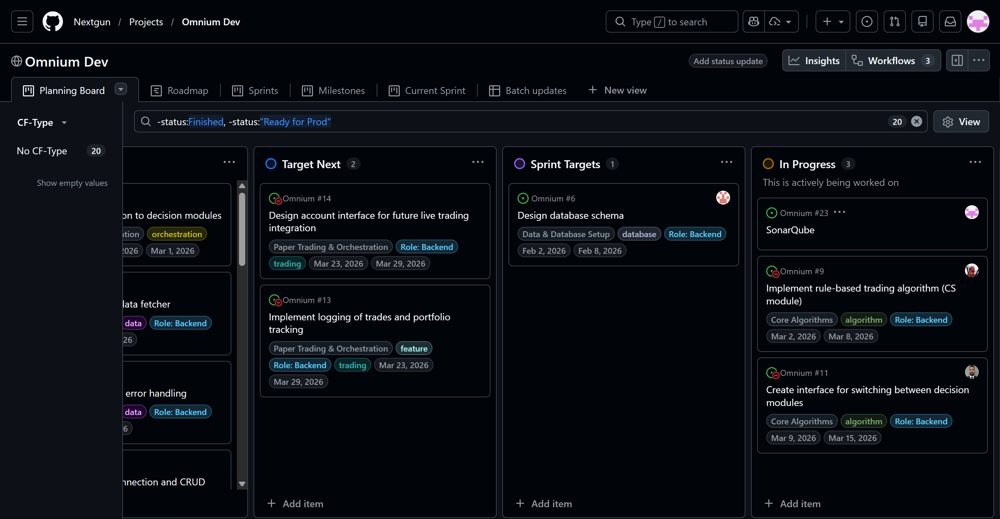 Nextgun / Projects / Omnium Dev
Type / to search
Omnium Dev
Add status update
Insights
Workflows 3
Planning Board
Roadmap
Sprints
Milestones
Current Sprint
Batch updates
New view
CF-Type
No CF-Type 20
Show empty values
-status:Finished, -status:"Ready for Prod"
20
View
on to decision modules
orchestration
Mar 1, 2026
data fetcher
data Role: Backend
26
error handling
data Role: Backend
6
nnection and CRUD
Target Next 2
Omnium #14
Design account interface for future live trading
integration
Paper Trading & Orchestration Role: Backend
trading Mar 23, 2026 Mar 29, 2026
Omnium #13
Implement logging of trades and portfolio
tracking
Paper Trading & Orchestration feature
Role: Backend trading Mar 23, 2026
Mar 29, 2026
Add item
Sprint Targets 1
Omnium #6
Design database schema
Data & Database Setup database Role: Backend
Feb 2, 2026 Feb 8, 2026
Add item
In Progress 3
This is actively being worked on
Omnium #23
SonarQube
Omnium #9
Implement rule-based trading algorithm (CS
module)
Core Algorithms algorithm Role: Backend
Mar 2, 2026 Mar 8, 2026
Omnium #11
Create interface for switching between decision
modules
Core Algorithms algorithm Role: Backend
Mar 9, 2026 Mar 15, 2026
Add item